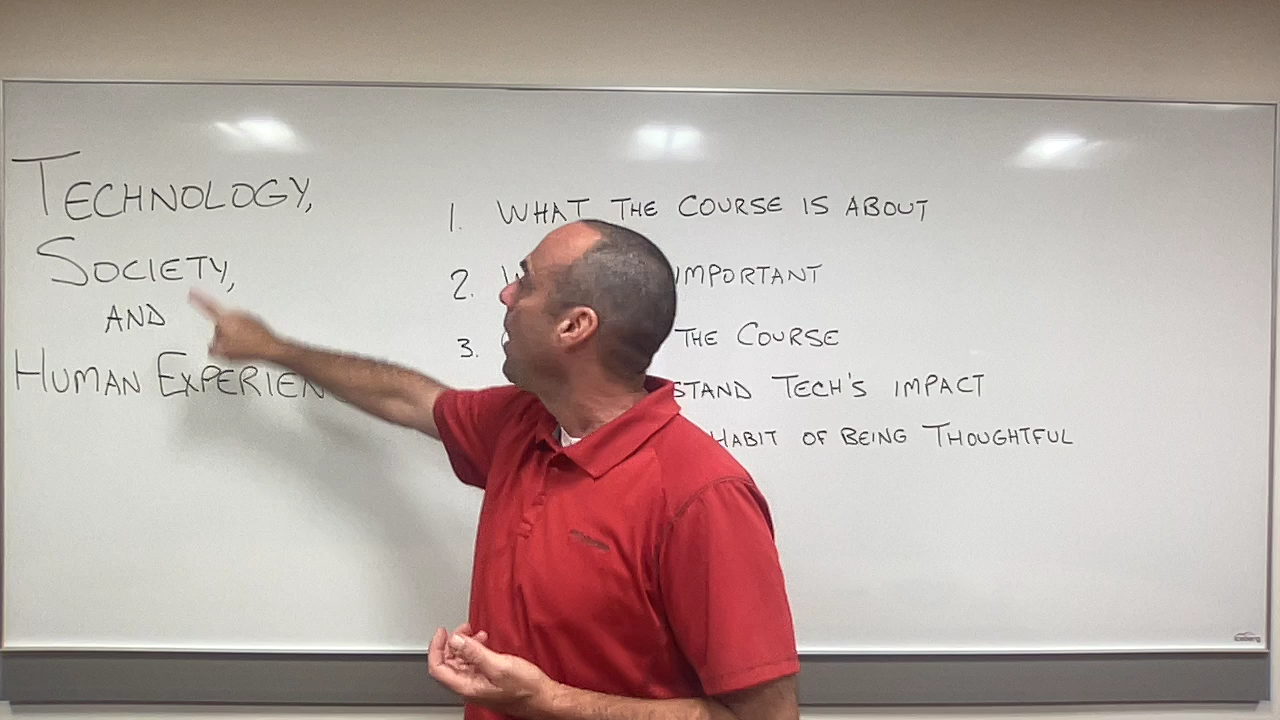 TECHNOLOGY,
SOCIETY,
AND
HUMAN EXPERIEN
1. WHAT THE COURSE IS ABOUT
2. IMPORTANT
3. THE COURSE
STAND TECH'S IMPACT
HABIT OF BEING THOUGHTFUL
iceberg